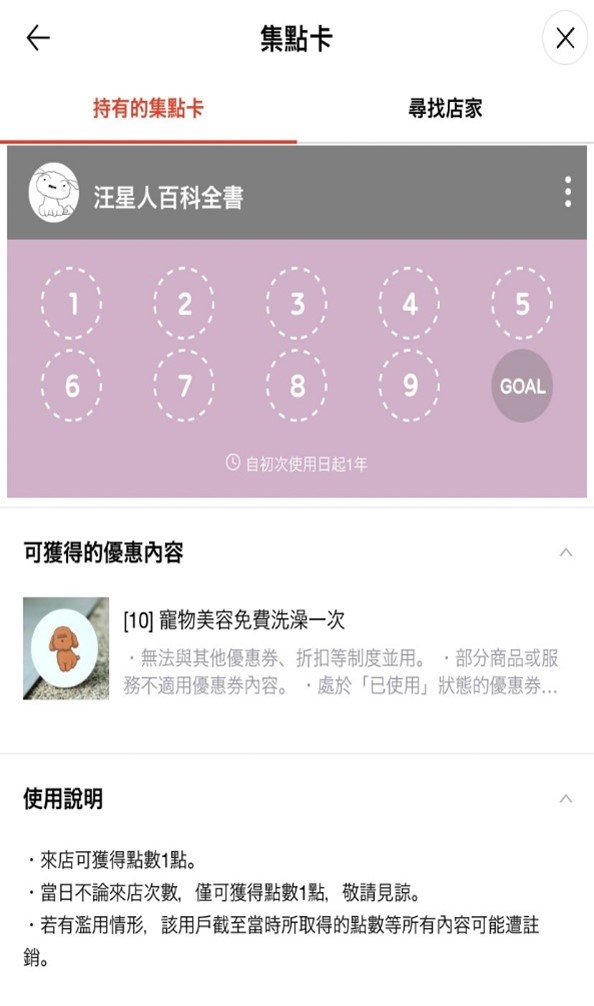 集點卡
持有的集點卡
尋找店家
汪星人百科全書
1 2 3 4 5
6 7 8 9 GOAL
自初次使用日起1年
可獲得的優惠內容
[10] 寵物美容免費洗澡一次
・無法與其他優惠券、折扣等制度並用。 ・部分商品或服
務不適用優惠券內容。 ・處於「已使用」狀態的優惠券...
使用說明
・來店可獲得點數1點。
・當日不論來店次數，僅可獲得點數1點，敬請見諒。
・若有濫用情形，該用戶截至當時所取得的點數等所有內容可能遭註
銷。